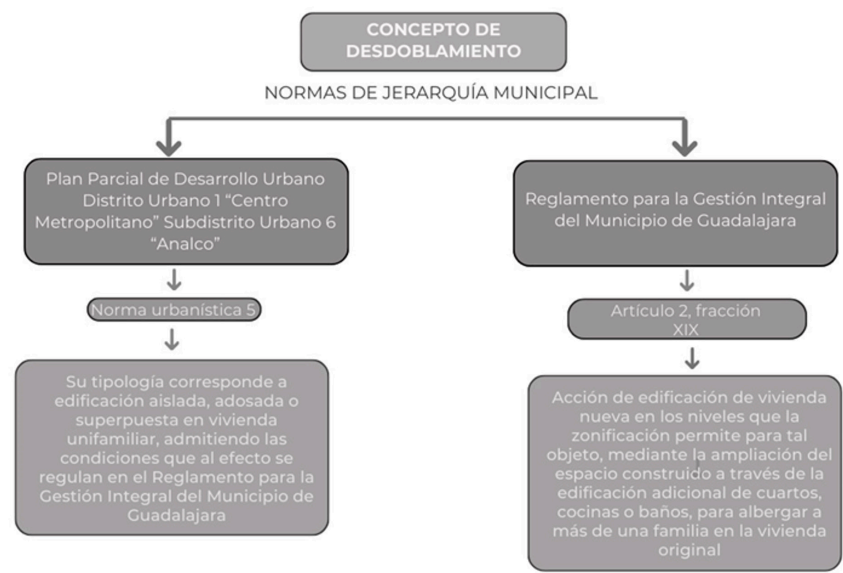 CONCEPTO DE
DESDOBLAMIENTO
NORMAS DE JERARQUÍA MUNICIPAL
Plan Parcial de Desarrollo Urbano
Distrito Urbano 1 “Centro
Metropolitano” Subdistrito Urbano 6
“Analco”
Norma urbanística 5
Su tipología corresponde a
edificación aislada, adosada o
superpuesta en vivienda
unifamiliar, admitiendo las
condiciones que al efecto se
regulan en el Reglamento para la
Gestión Integral del Municipio de
Guadalajara
Reglamento para la Gestión Integral
del Municipio de Guadalajara
Artículo 2, fracción
XIX
Acción de edificación de vivienda
nueva en los niveles que la
zonificación permite para tal
objeto, mediante la ampliación del
espacio construido a través de la
edificación adicional de cuartos,
cocinas o baños, para albergar a
más de una familia en la vivienda
original